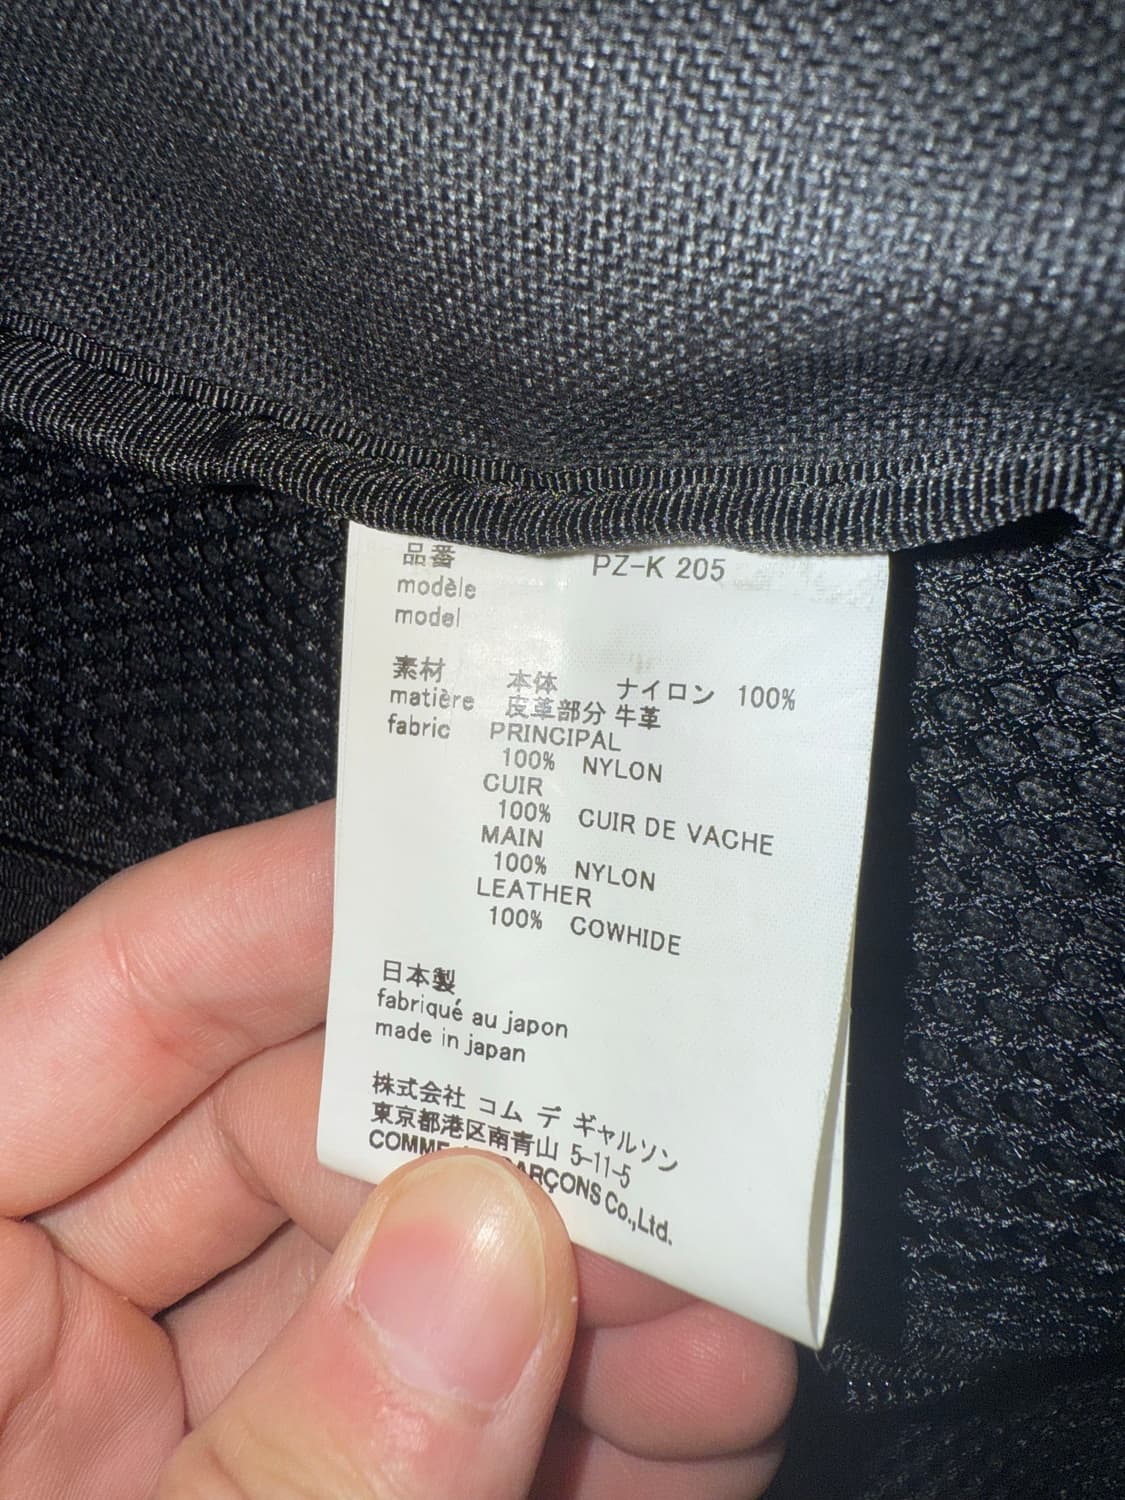 品番 PZ-K 205
modèle
model
素材 本体 ナイロン 100%
matière 皮革部分 牛革
fabric PRINCIPAL
100% NYLON
CUIR
100% CUIR DE VACHE
MAIN
100% NYLON
LEATHER
100% COWHIDE
日本製
fabriqué au japon
made in japan
株式会社 コム デ ギャルソン
東京都港区南青山 5-11-5
COMME ARÇONS Co.,Ltd.